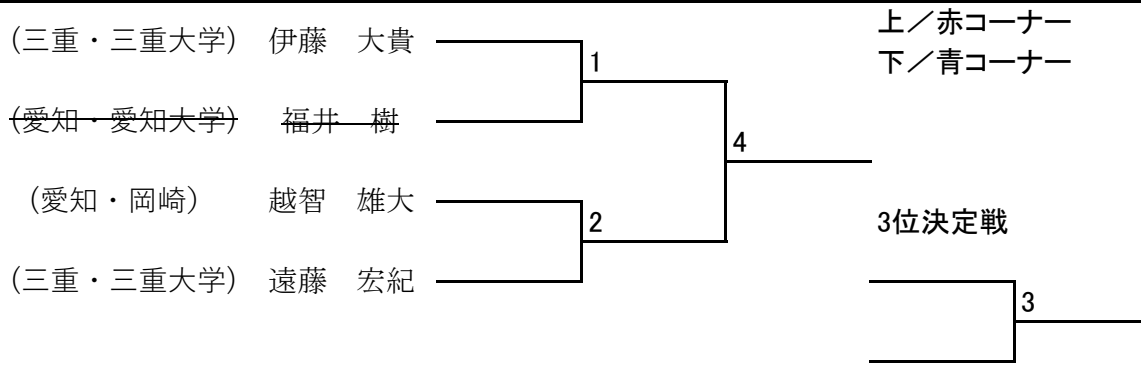 上／赤コーナー
(三重・三重大学)　伊藤　大貴
1
下／青コーナー
(愛知・愛知大学)　福井　樹
4
(愛知・岡崎)　越智　雄大
2
3位決定戦
(三重・三重大学)　遠藤　宏紀
3